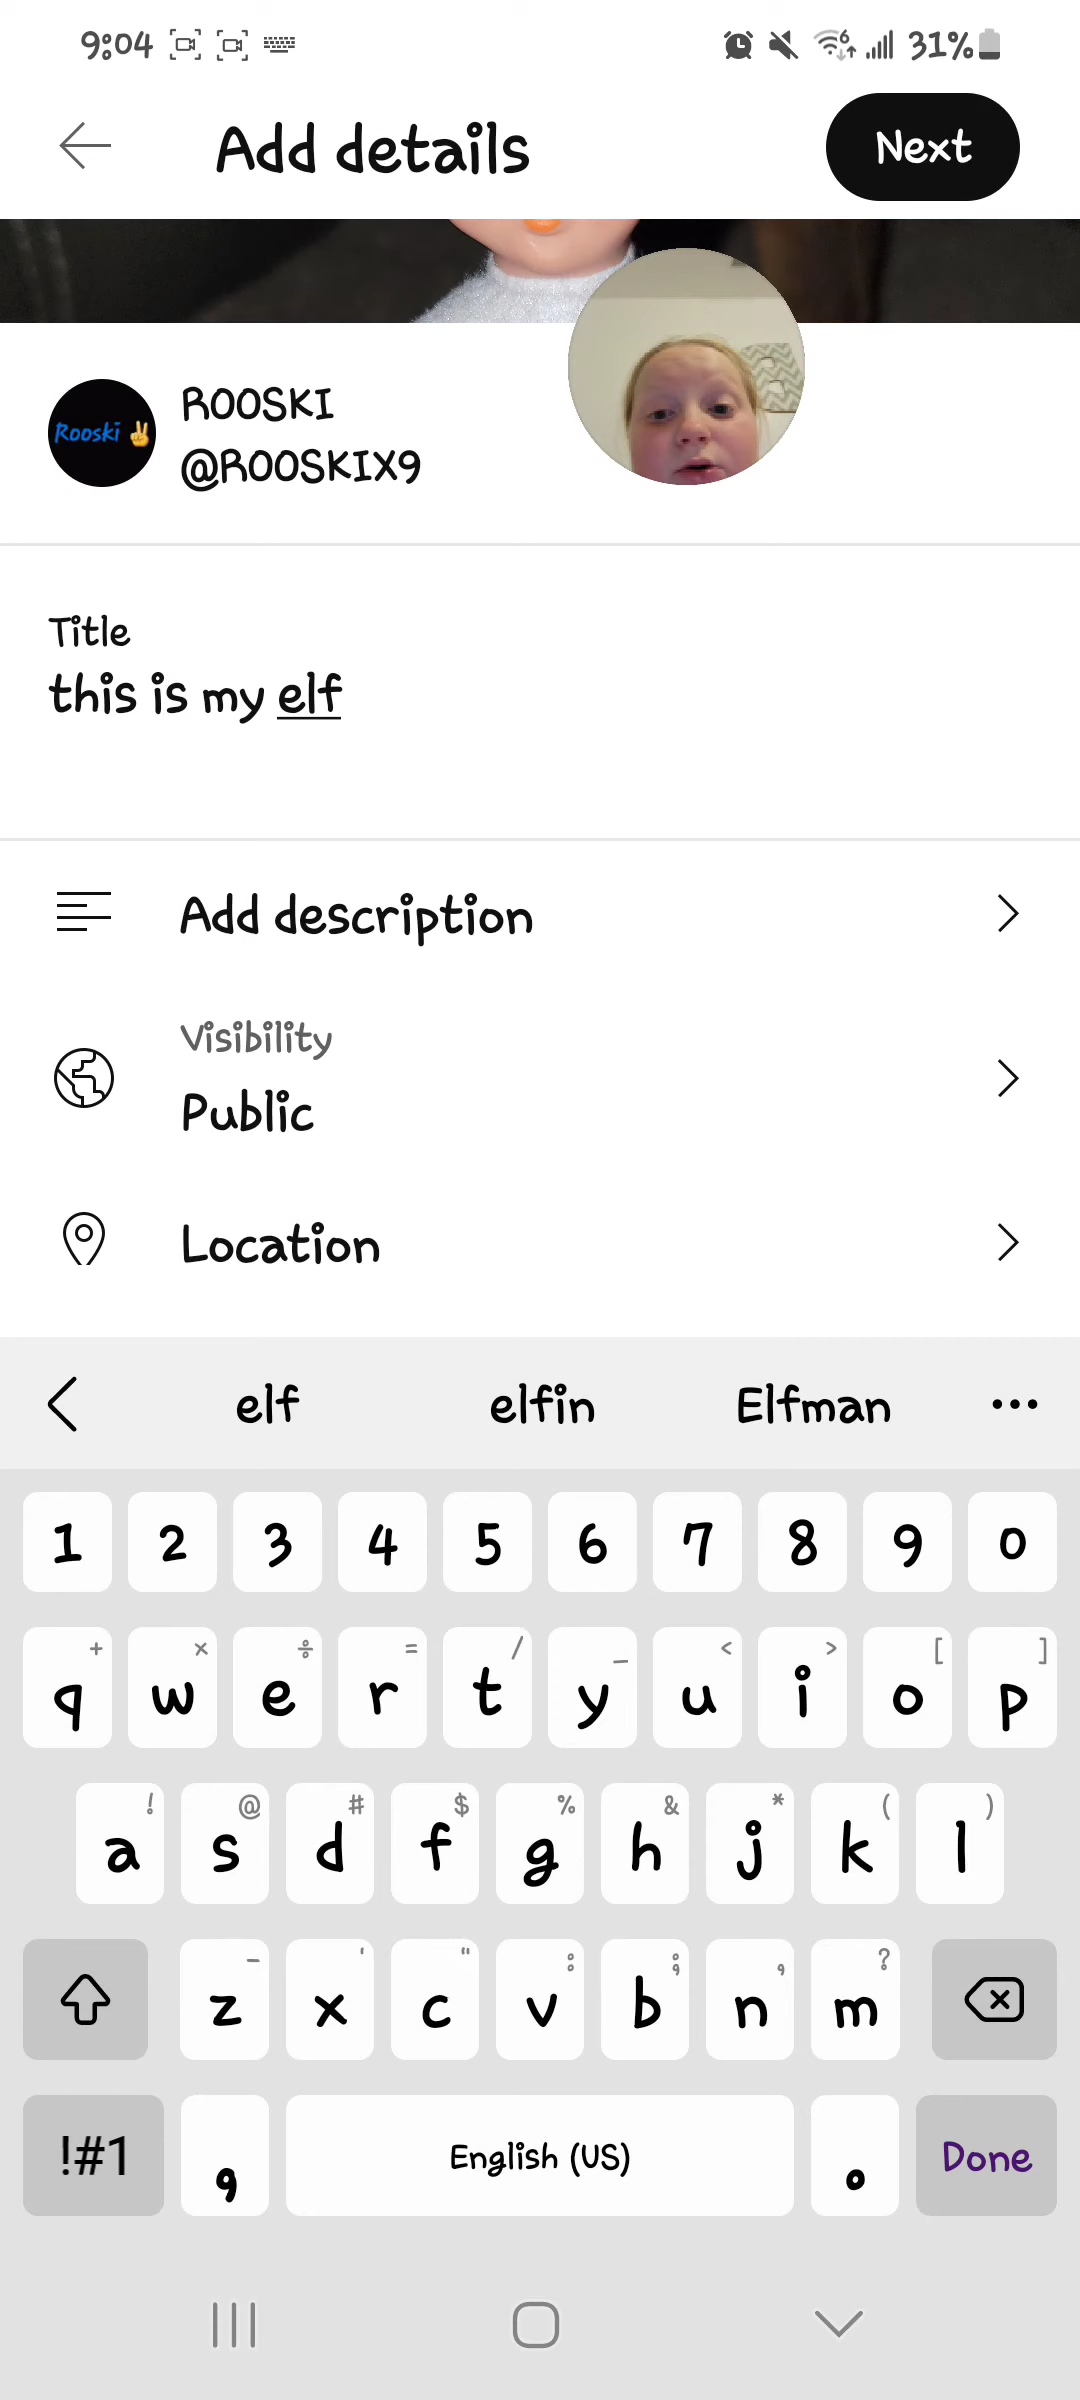 9:04 31%
Add details Next
Rooski ✌
ROOSKI
@ROOSKIX9
Title
this is my elf
Add description
Visibility
Public
Location
elf elfin Elfman ...
1 2 3 4 5 6 7 8 9 0
+ × ÷ = / _ < > [ ]
q w e r t y u i o p
! @ # $ % & * ( )
a s d f g h j k l
- ' " : ; , ?
z x c v b n m
!#1 , English (US) . Done